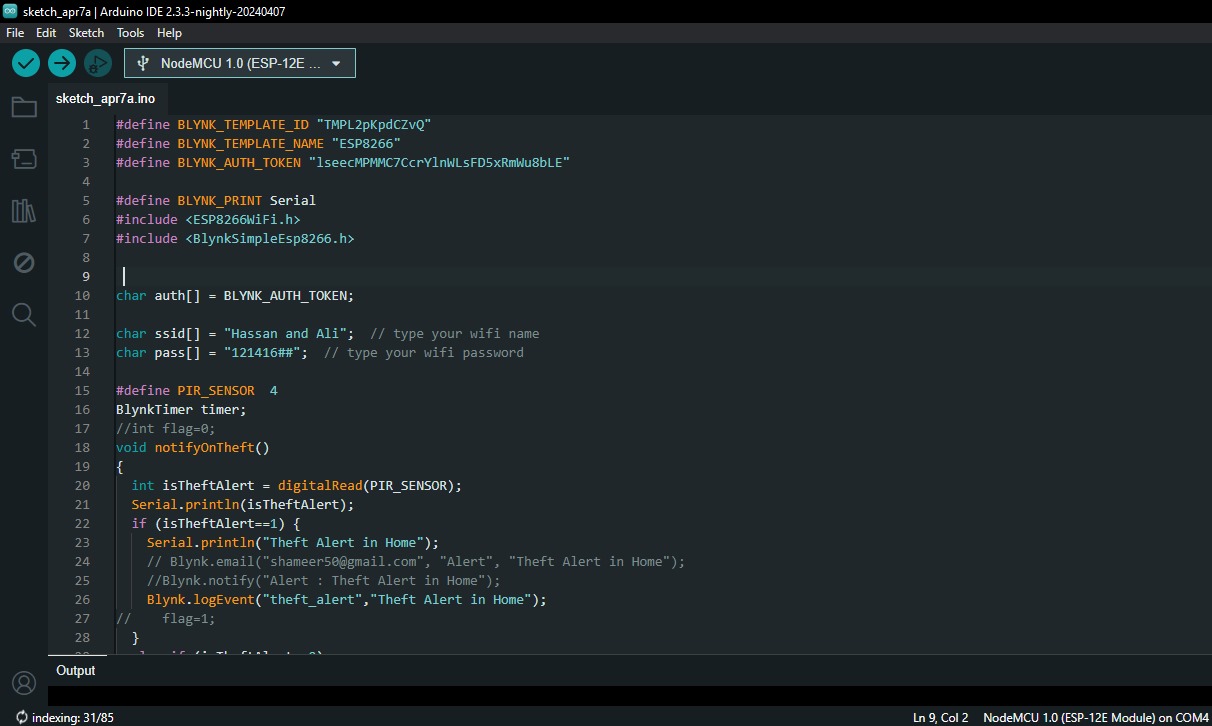 sketch_apr7a | Arduino IDE 2.3.3-nightly-20240407
File Edit Sketch Tools Help
NodeMCU 1.0 (ESP-12E ...
sketch_apr7a.ino
1 #define BLYNK_TEMPLATE_ID "TMPL2pKpdCZvQ"
2 #define BLYNK_TEMPLATE_NAME "ESP8266"
3 #define BLYNK_AUTH_TOKEN "lseecMPMMC7CcrYlnWLsFD5xRmWu8bLE"
4
5 #define BLYNK_PRINT Serial
6 #include <ESP8266WiFi.h>
7 #include <BlynkSimpleEsp8266.h>
8
9
10 char auth[] = BLYNK_AUTH_TOKEN;
11
12 char ssid[] = "Hassan and Ali";  // type your wifi name
13 char pass[] = "121416##";  // type your wifi password
14
15 #define PIR_SENSOR  4
16 BlynkTimer timer;
17 //int flag=0;
18 void notifyOnTheft()
19 {
20   int isTheftAlert = digitalRead(PIR_SENSOR);
21   Serial.println(isTheftAlert);
22   if (isTheftAlert==1) {
23     Serial.println("Theft Alert in Home");
24     // Blynk.email("shameer50@gmail.com", "Alert", "Theft Alert in Home");
25     //Blynk.notify("Alert : Theft Alert in Home");
26     Blynk.logEvent("theft_alert","Theft Alert in Home");
27 //    flag=1;
28   }
Output
indexing: 31/85
Ln 9, Col 2 NodeMCU 1.0 (ESP-12E Module) on COM4